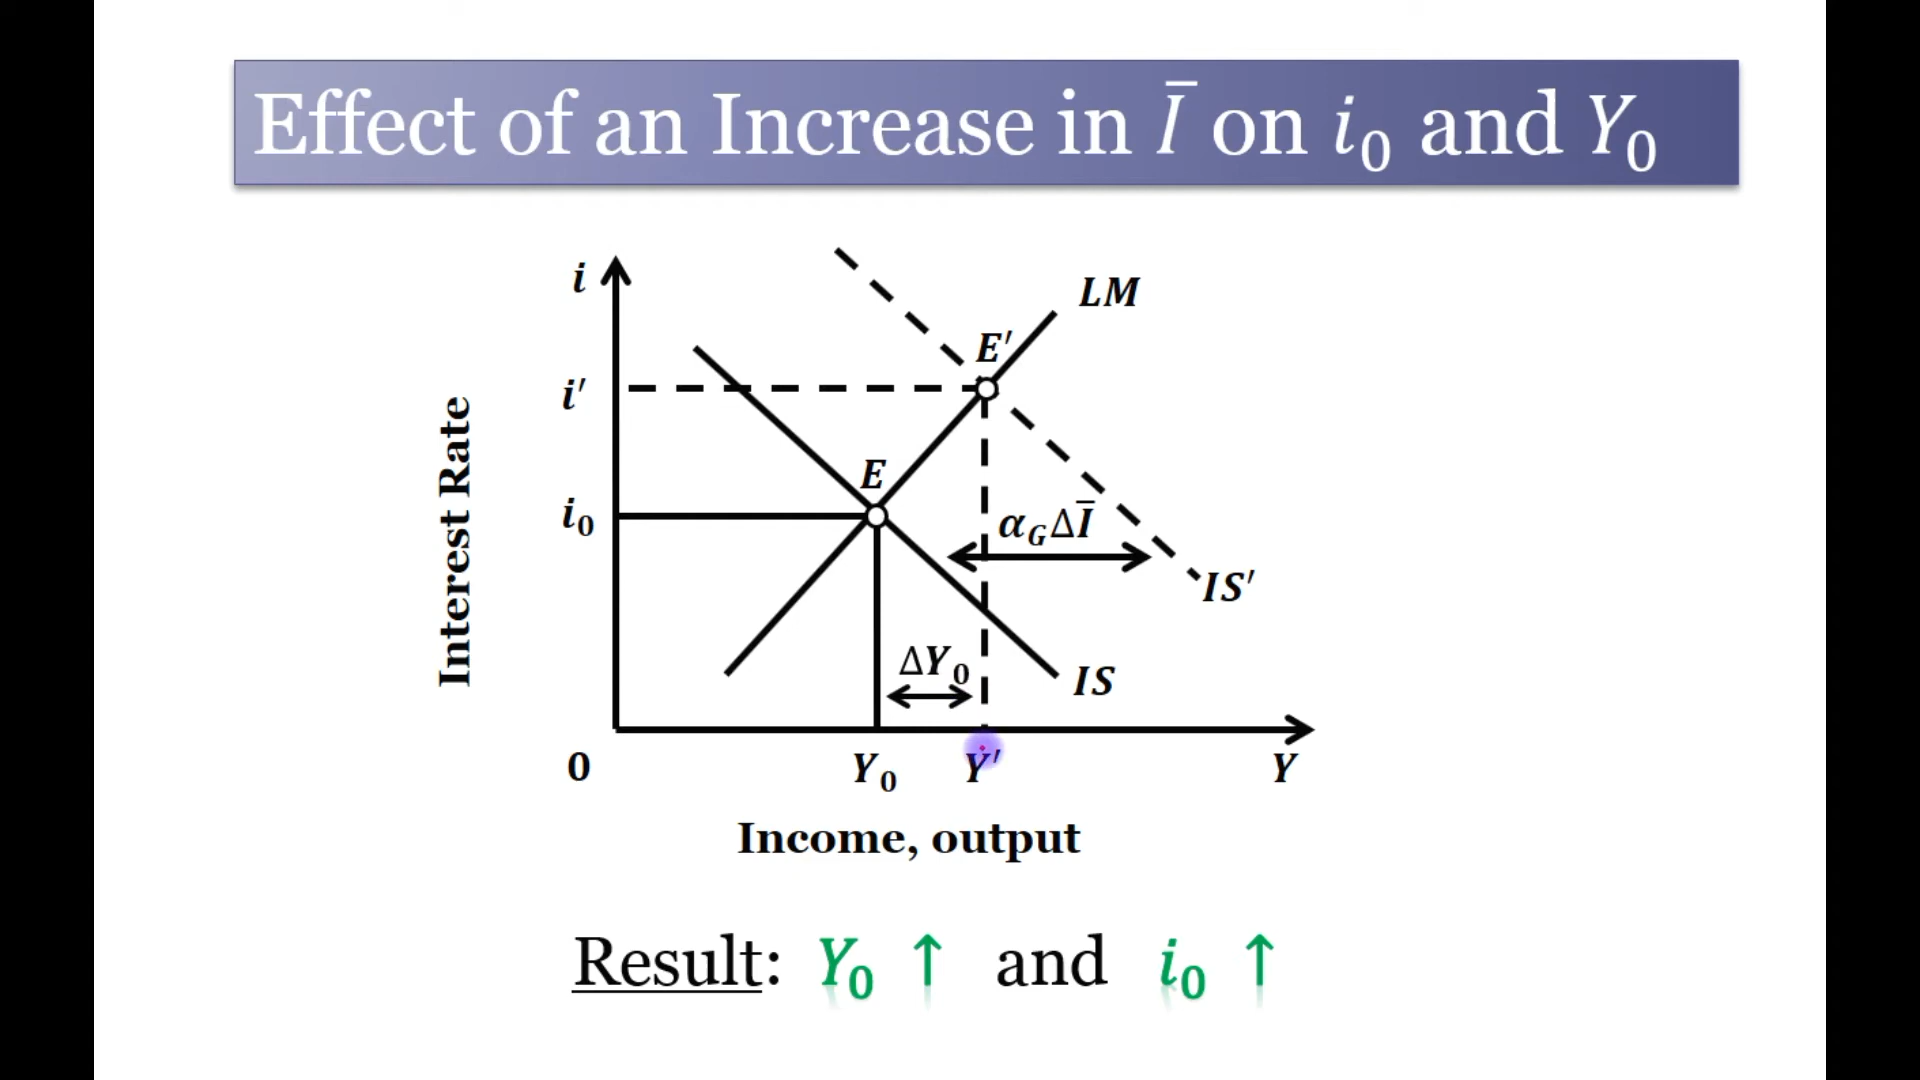 Effect of an Increase in Ī on i₀ and Y₀
i
LM
E′
i′
E
i₀
α_GΔĪ
IS′
Interest Rate
ΔY₀
IS
0
Y₀
Y′
Y
Income, output
Result: Y₀ ↑ and i₀ ↑